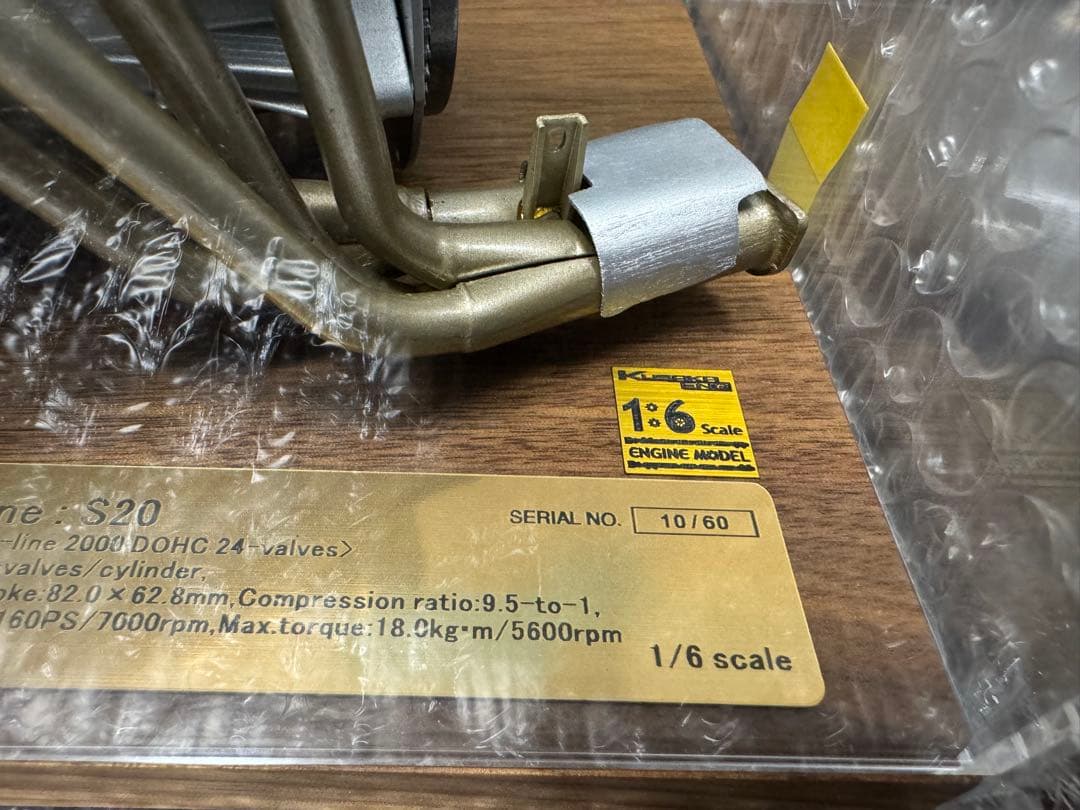 KUSAKA
ENG
1:6 Scale
ENGINE MODEL
ne : S20
SERIAL NO. 10/60
-line 2000 DOHC 24-valves>
valves/cylinder,
oke:82.0×62.8mm,Compression ratio:9.5-to-1,
160PS/7000rpm,Max.torque:18.0kg·m/5600rpm
1/6 scale